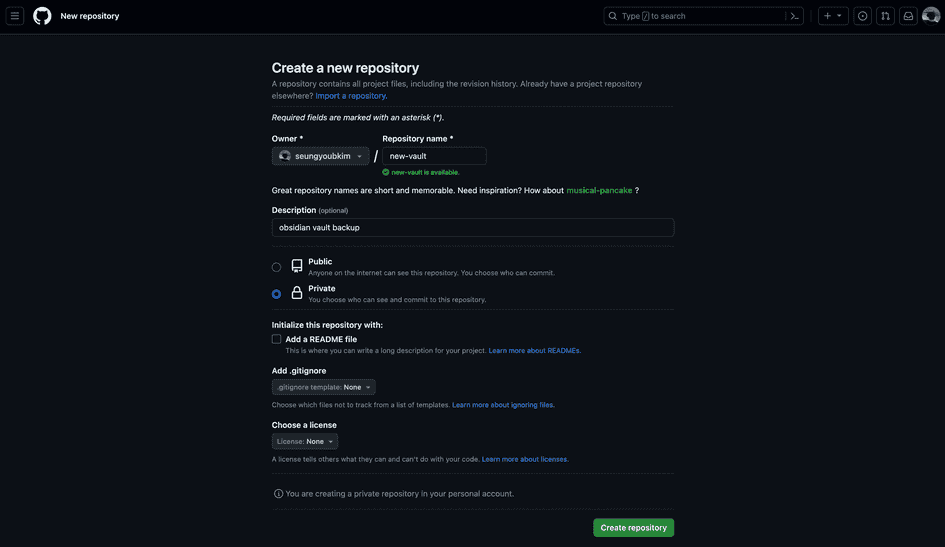 New repository
Type / to search
Create a new repository
A repository contains all project files, including the revision history. Already have a project repository
elsewhere? Import a repository.
Required fields are marked with an asterisk (*).
Owner * Repository name *
seungyoubkim / new-vault
new-vault is available.
Great repository names are short and memorable. Need inspiration? How about musical-pancake ?
Description (optional)
obsidian vault backup
Public
Anyone on the internet can see this repository. You choose who can commit.
Private
You choose who can see and commit to this repository.
Initialize this repository with:
Add a README file
This is where you can write a long description for your project. Learn more about READMEs.
Add .gitignore
.gitignore template: None
Choose which files not to track from a list of templates. Learn more about ignoring files.
Choose a license
License: None
A license tells others what they can and can't do with your code. Learn more about licenses.
You are creating a private repository in your personal account.
Create repository